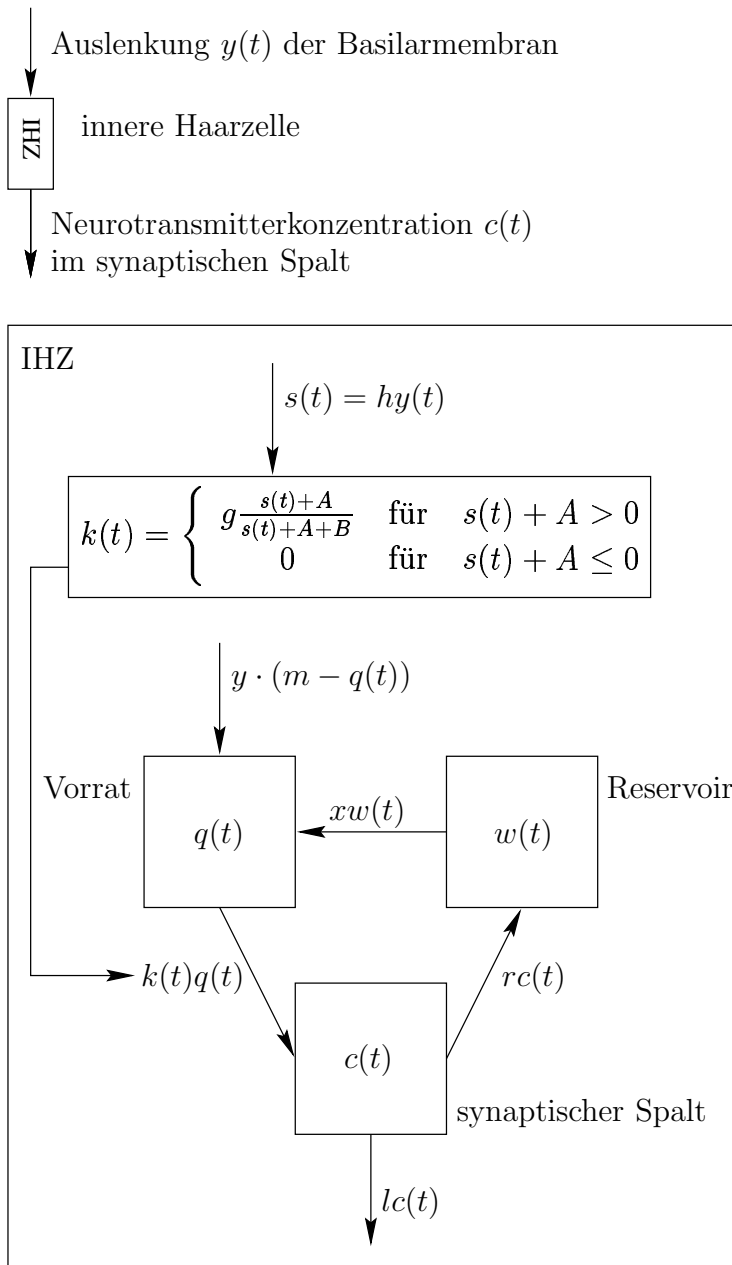 Auslenkung y(t) der Basilarmembran
IHZ
innere Haarzelle
Neurotransmitterkonzentration c(t)
im synaptischen Spalt
IHZ
s(t) = hy(t)
k(t) = { g (s(t)+A)/(s(t)+A+B) für s(t) + A > 0
0 für s(t) + A ≤ 0
y · (m − q(t))
Vorrat
Reservoir
xw(t)
q(t)
w(t)
k(t)q(t)
rc(t)
c(t)
synaptischer Spalt
lc(t)